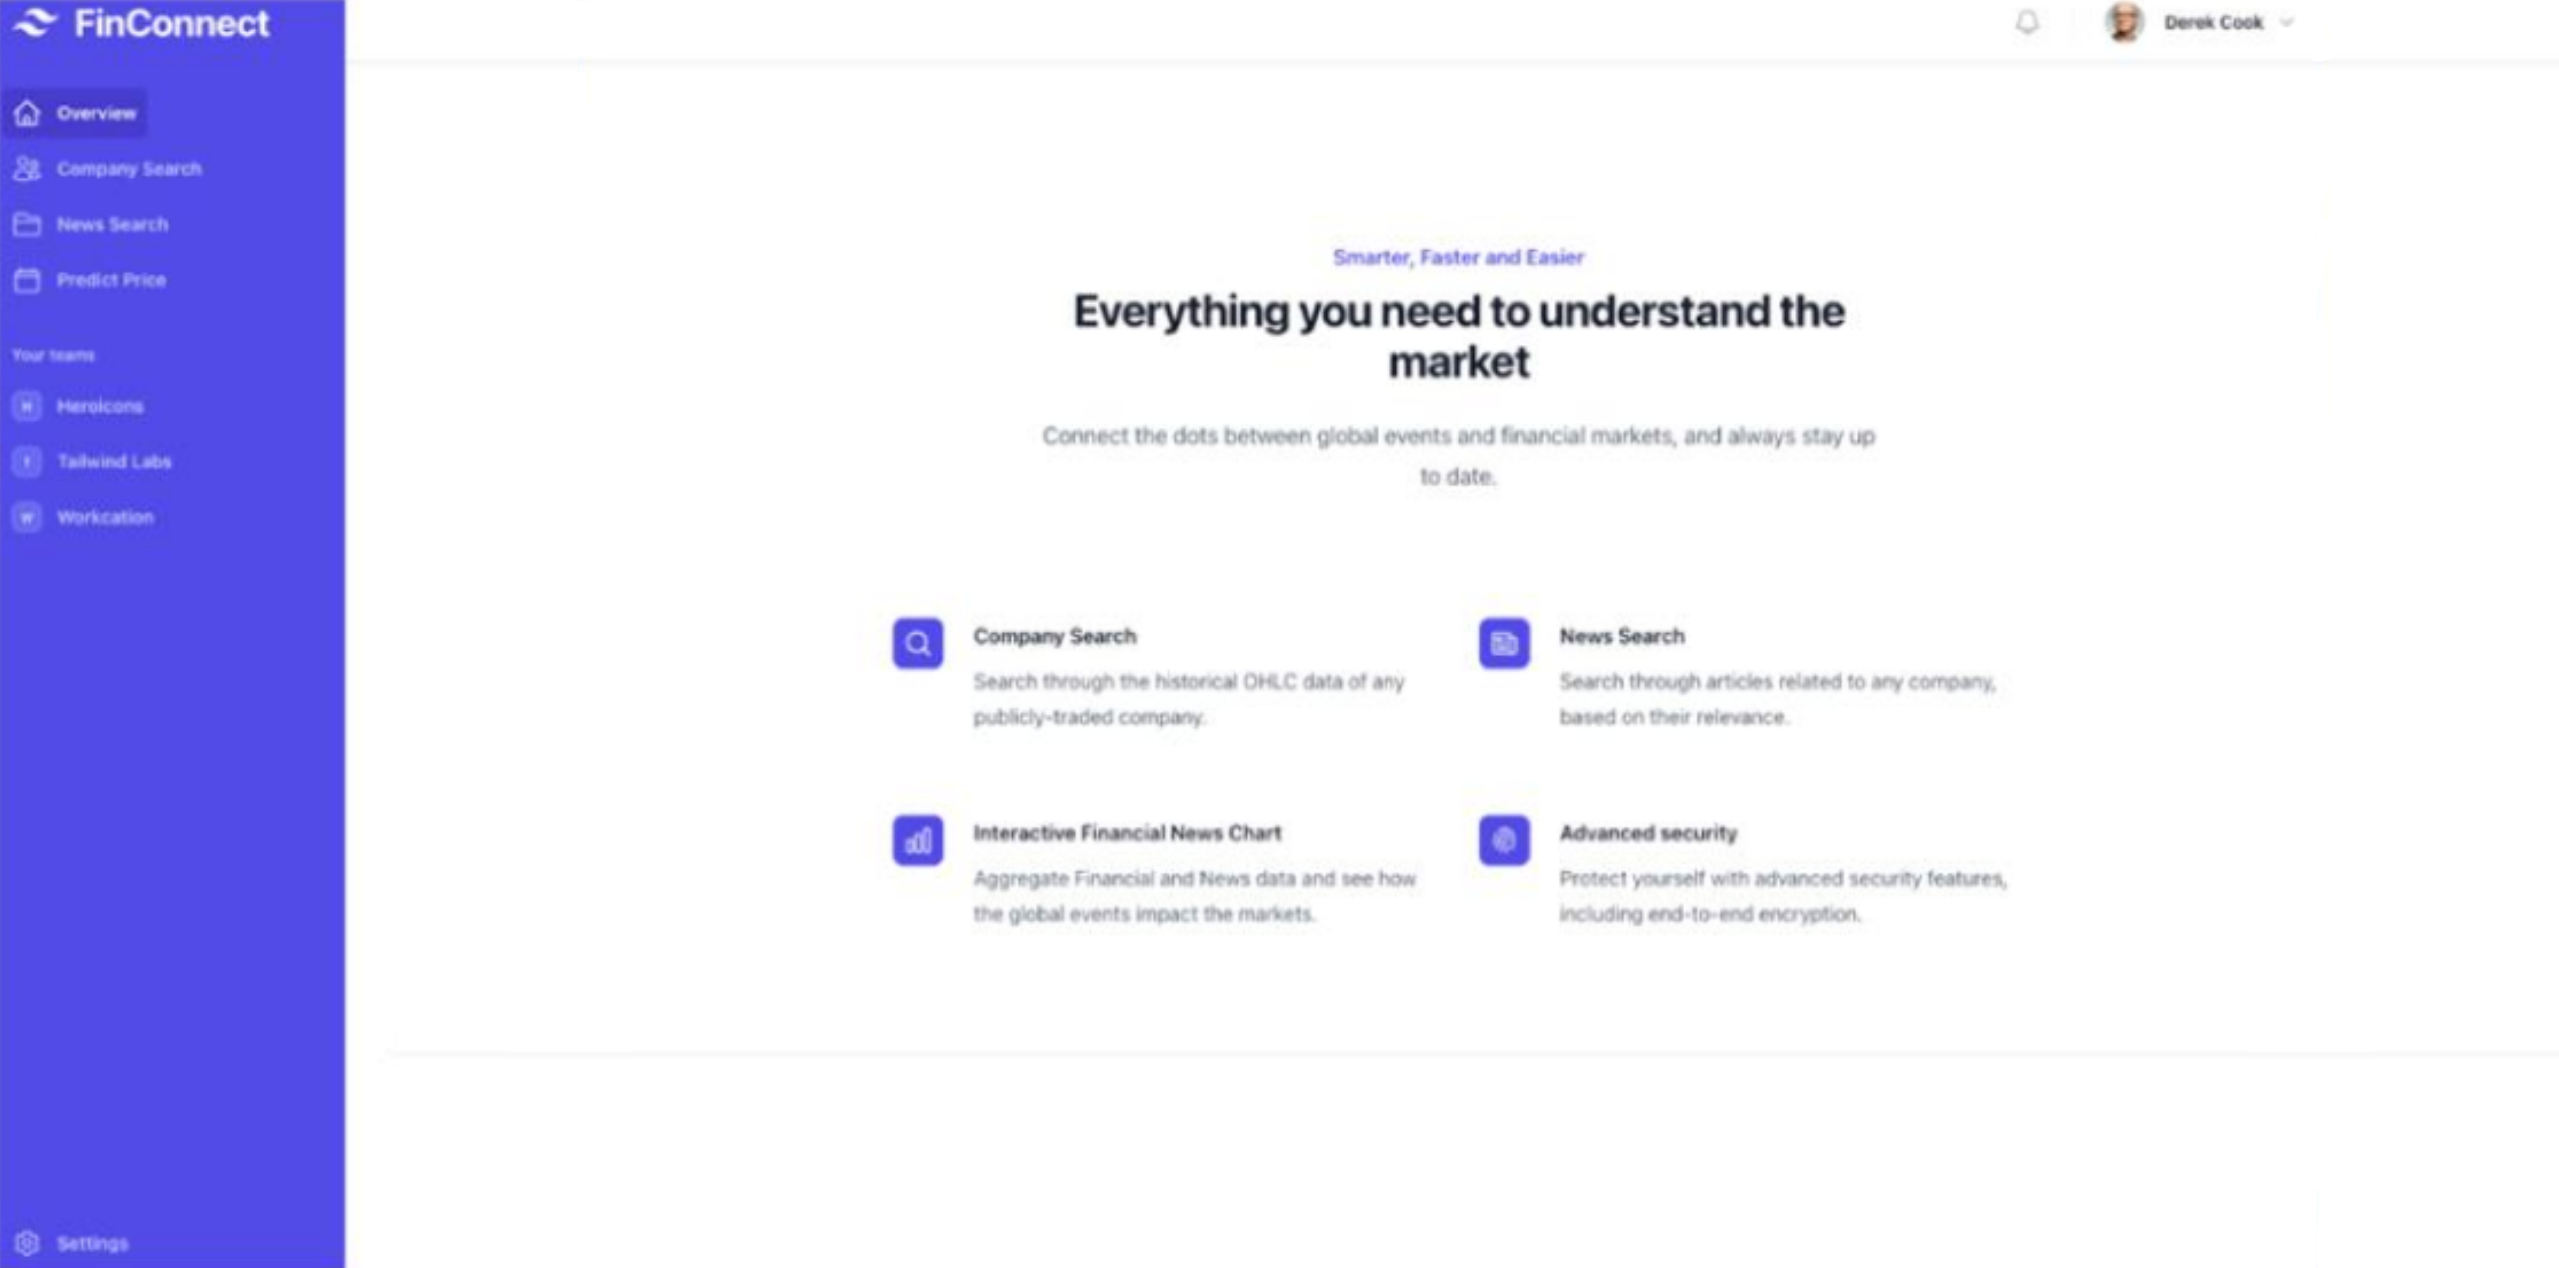 FinConnect
Derek Cook
Overview
Company Search
News Search
Predict Price
Your teams
H Heroicons
T Tailwind Labs
W Workcation
Settings
Smarter, Faster and Easier
Everything you need to understand the
market
Connect the dots between global events and financial markets, and always stay up
to date.
Company Search
Search through the historical OHLC data of any
publicly-traded company.
News Search
Search through articles related to any company,
based on their relevance.
Interactive Financial News Chart
Aggregate Financial and News data and see how
the global events impact the markets.
Advanced security
Protect yourself with advanced security features,
including end-to-end encryption.